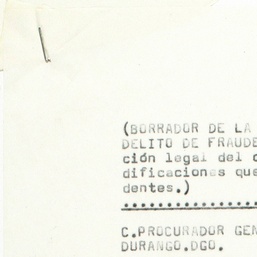 (BORRADOR DE LA
DELITO DE FRAUDE
ción legal del
dificaciones que
dentes.)
C.PROCURADOR GEN
DURANGO.DGO.